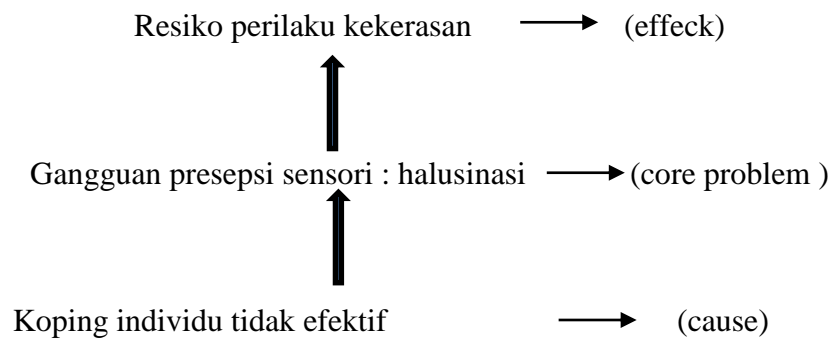 Resiko perilaku kekerasan (effeck)
Gangguan presepsi sensori : halusinasi (core problem )
Koping individu tidak efektif (cause)